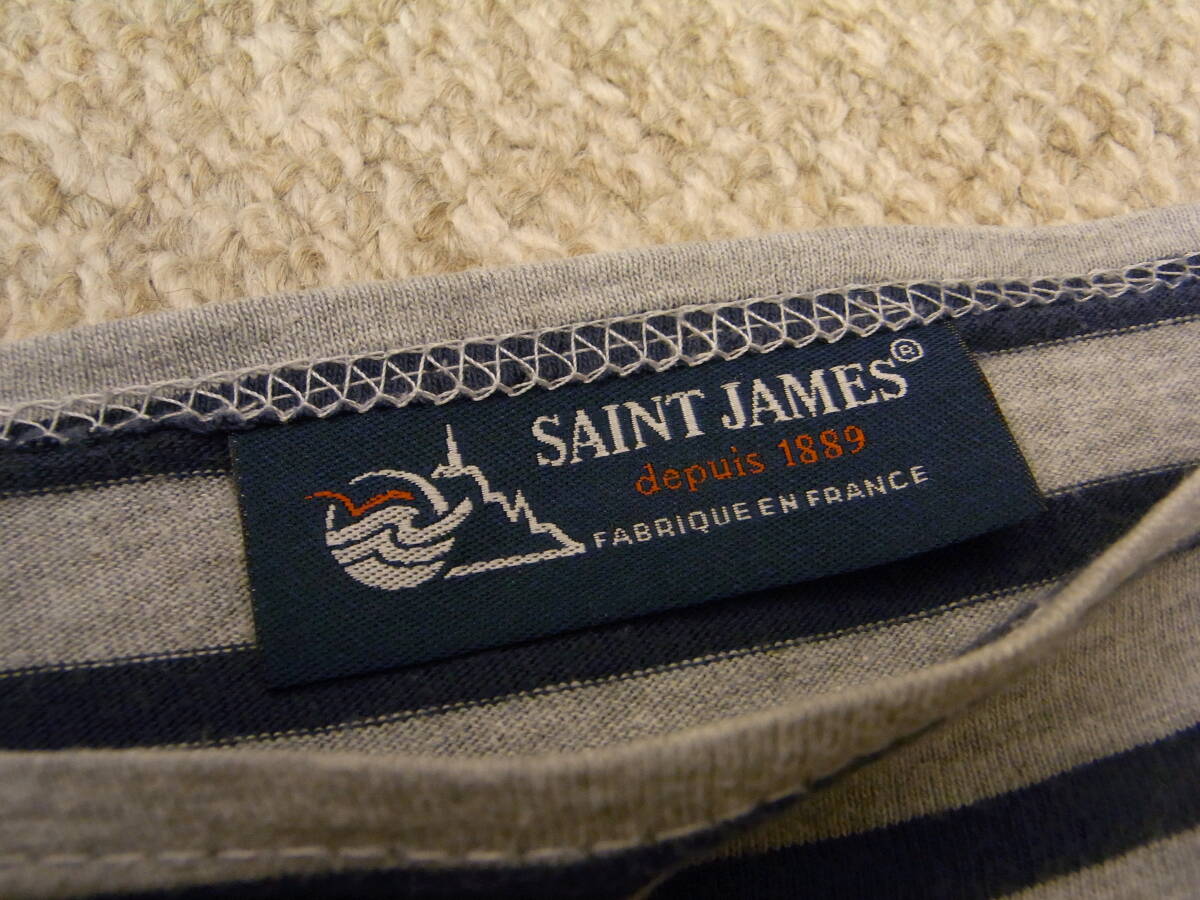 SAINT JAMES®
depuis 1889
FABRIQUE EN FRANCE